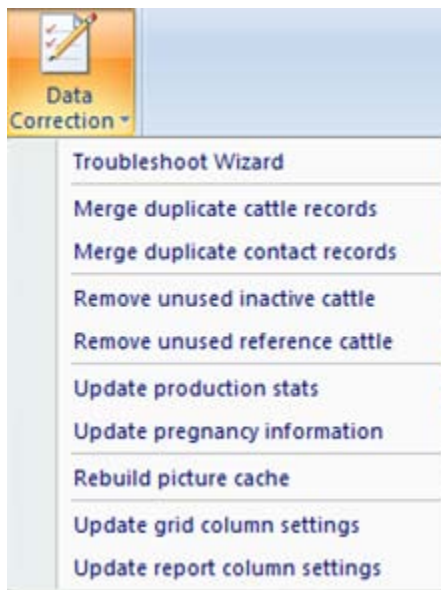 Data
Correction
Troubleshoot Wizard
Merge duplicate cattle records
Merge duplicate contact records
Remove unused inactive cattle
Remove unused reference cattle
Update production stats
Update pregnancy information
Rebuild picture cache
Update grid column settings
Update report column settings